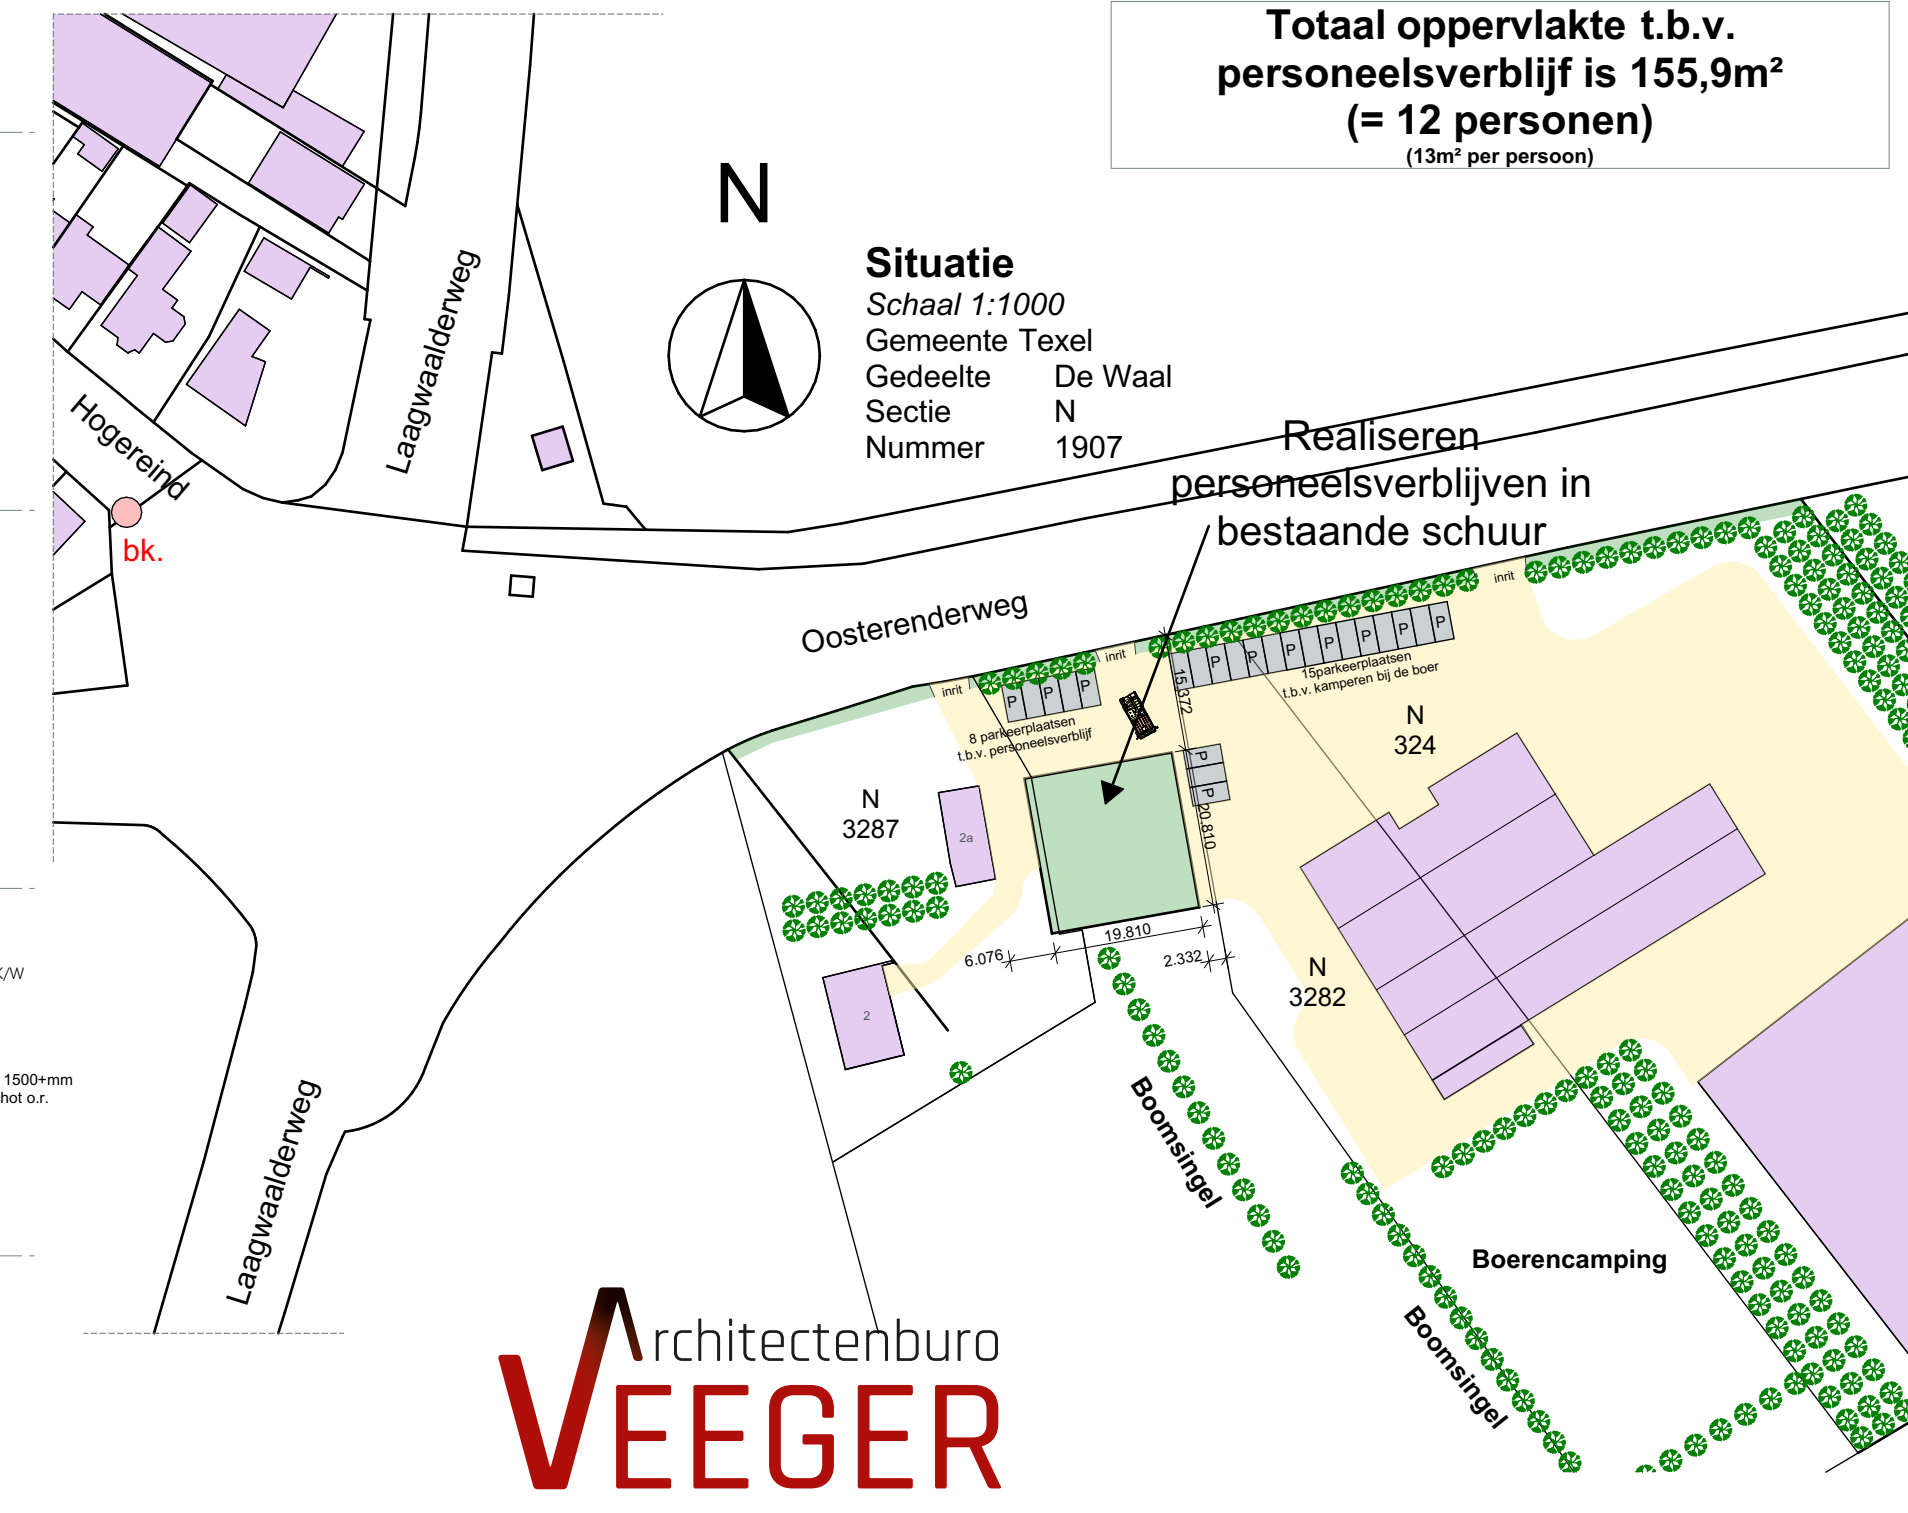 Totaal oppervlakte t.b.v.
personeelsverblijf is 155,9m²
(= 12 personen)
(13m² per persoon)
N
Situatie
Schaal 1:1000
Gemeente Texel
Gedeelte De Waal
Sectie N
Nummer 1907
Realiseren
personeelsverblijven in
bestaande schuur
Laagwaalderweg
Hogereind
bk.
Oosterenderweg
inrit
inrit
inrit
P
P
P
8 parkeerplaatsen
t.b.v. personeelsverblijf
P
P
P
P
P
P
P
15parkeerplaatsen
t.b.v. kamperen bij de boer
15.372
P
P
20.810
N
324
N
3287
2a
2
19.810
6.076
2.332
N
3282
K/W
1500+mm
hot o.r.
Laagwaalderweg
Boomsingel
Boerencamping
Boomsingel
rchitectenburo
VEEGER